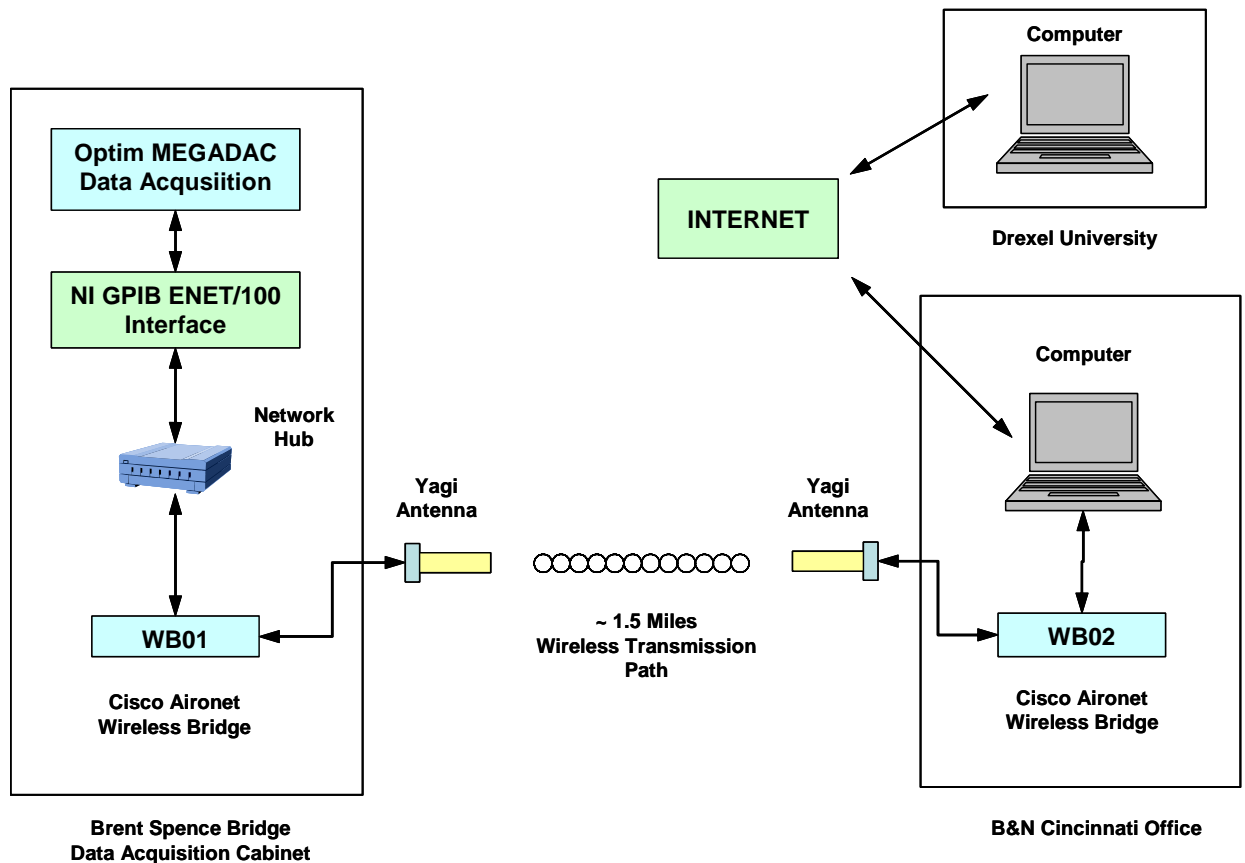 Optim MEGADAC
Data Acqusiition
NI GPIB ENET/100
Interface
Network
Hub
WB01
Cisco Aironet
Wireless Bridge
Brent Spence Bridge
Data Acquisition Cabinet
Yagi
Antenna
~ 1.5 Miles
Wireless Transmission
Path
Yagi
Antenna
INTERNET
Computer
Drexel University
Computer
WB02
Cisco Aironet
Wireless Bridge
B&N Cincinnati Office